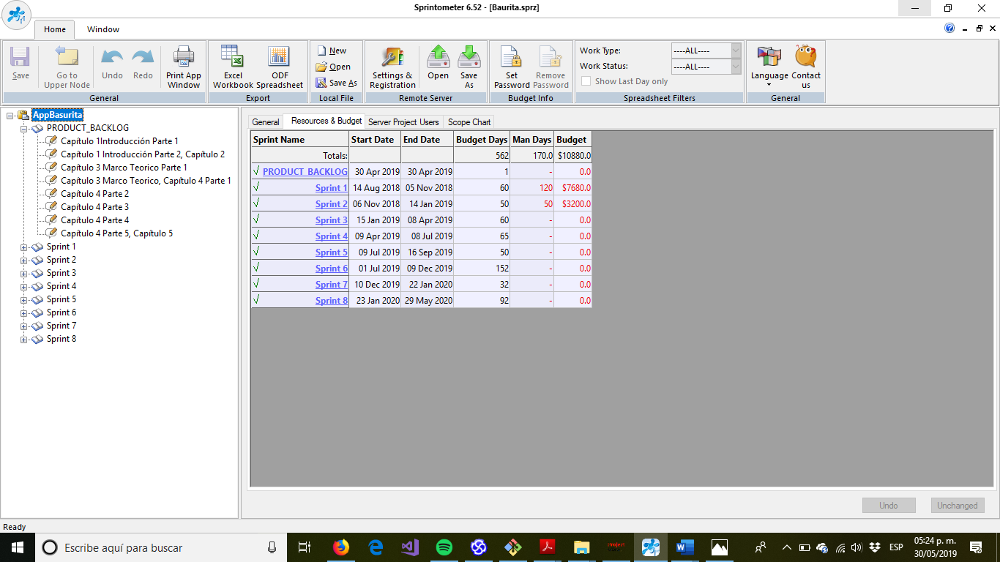 Sprintometer 6.52 - [Baurita.sprz]
Home Window
Save
Go to Upper Node
Undo
Redo
Print App Window
General
Excel Workbook
ODF Spreadsheet
Export
New
Open
Save As
Local File
Settings & Registration
Open
Save As
Remote Server
Set Password
Remove Password
Budget Info
Work Type: ----ALL----
Work Status: ----ALL----
Show Last Day only
Spreadsheet Filters
Language
Contact us
General
AppBasurita
PRODUCT_BACKLOG
Capítulo 1Introducción Parte 1
Capítulo 1 Introducción Parte 2, Capítulo 2
Capítulo 3 Marco Teorico Parte 1
Capítulo 3 Marco Teorico, Capítulo 4 Parte 1
Capítulo 4 Parte 2
Capítulo 4 Parte 3
Capítulo 4 Parte 4
Capítulo 4 Parte 5, Capítulo 5
Sprint 1
Sprint 2
Sprint 3
Sprint 4
Sprint 5
Sprint 6
Sprint 7
Sprint 8
General Resources & Budget Server Project Users Scope Chart
Sprint Name Start Date End Date Budget Days Man Days Budget
Totals: 562 170.0 $10880.0
PRODUCT_BACKLOG 30 Apr 2019 30 Apr 2019 1 - 0.0
Sprint 1 14 Aug 2018 05 Nov 2018 60 120 $7680.0
Sprint 2 06 Nov 2018 14 Jan 2019 50 50 $3200.0
Sprint 3 15 Jan 2019 08 Apr 2019 60 - 0.0
Sprint 4 09 Apr 2019 08 Jul 2019 65 - 0.0
Sprint 5 09 Jul 2019 16 Sep 2019 50 - 0.0
Sprint 6 01 Jul 2019 09 Dec 2019 152 - 0.0
Sprint 7 10 Dec 2019 22 Jan 2020 32 - 0.0
Sprint 8 23 Jan 2020 29 May 2020 92 - 0.0
Undo Unchanged
Ready
Escribe aquí para buscar
ESP
05:24 p. m.
30/05/2019